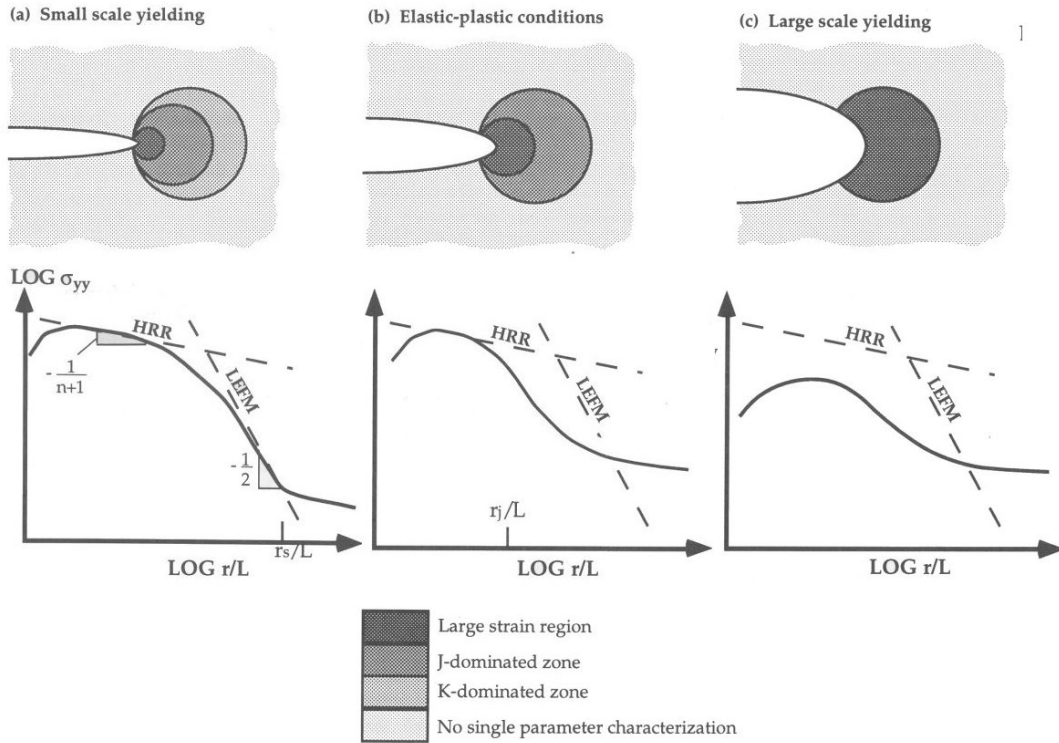 (a) Small scale yielding
(b) Elastic-plastic conditions
(c) Large scale yielding
LOG σyy
HRR
LEFM
-1/n+1
-1/2
rs/L
LOG r/L
HRR
LEFM
rj/L
LOG r/L
HRR
LEFM
LOG r/L
Large strain region
J-dominated zone
K-dominated zone
No single parameter characterization